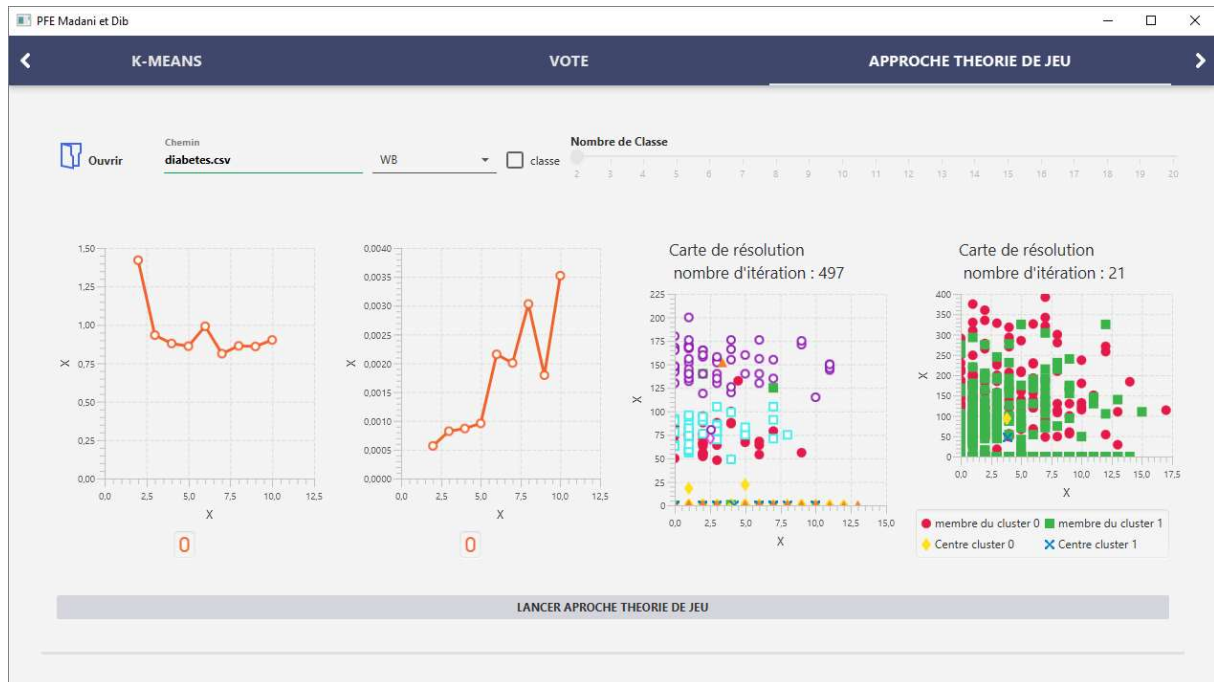 PFE Madani et Dib
K-MEANS
VOTE
APPROCHE THEORIE DE JEU
Ouvrir
Chemin
diabetes.csv
WB
classe
Nombre de Classe
2 3 4 5 6 7 8 9 10 11 12 13 14 15 16 17 18 19 20
1,50
1,25
1,00
0,75
0,50
0,25
0,00
X
0,0 2,5 5,0 7,5 10,0 12,5
X
0
0,0040
0,0035
0,0030
0,0025
0,0020
0,0015
0,0010
0,0005
0,0000
X
0,0 2,5 5,0 7,5 10,0 12,5
X
0
Carte de résolution
nombre d'itération : 497
225
200
175
150
125
100
75
50
25
0
X
0,0 2,5 5,0 7,5 10,0 12,5 15,0
X
Carte de résolution
nombre d'itération : 21
400
350
300
250
200
150
100
50
0
X
0,0 2,5 5,0 7,5 10,0 12,5 15,0 17,5
X
membre du cluster 0 membre du cluster 1
Centre cluster 0 Centre cluster 1
LANCER APROCHE THEORIE DE JEU